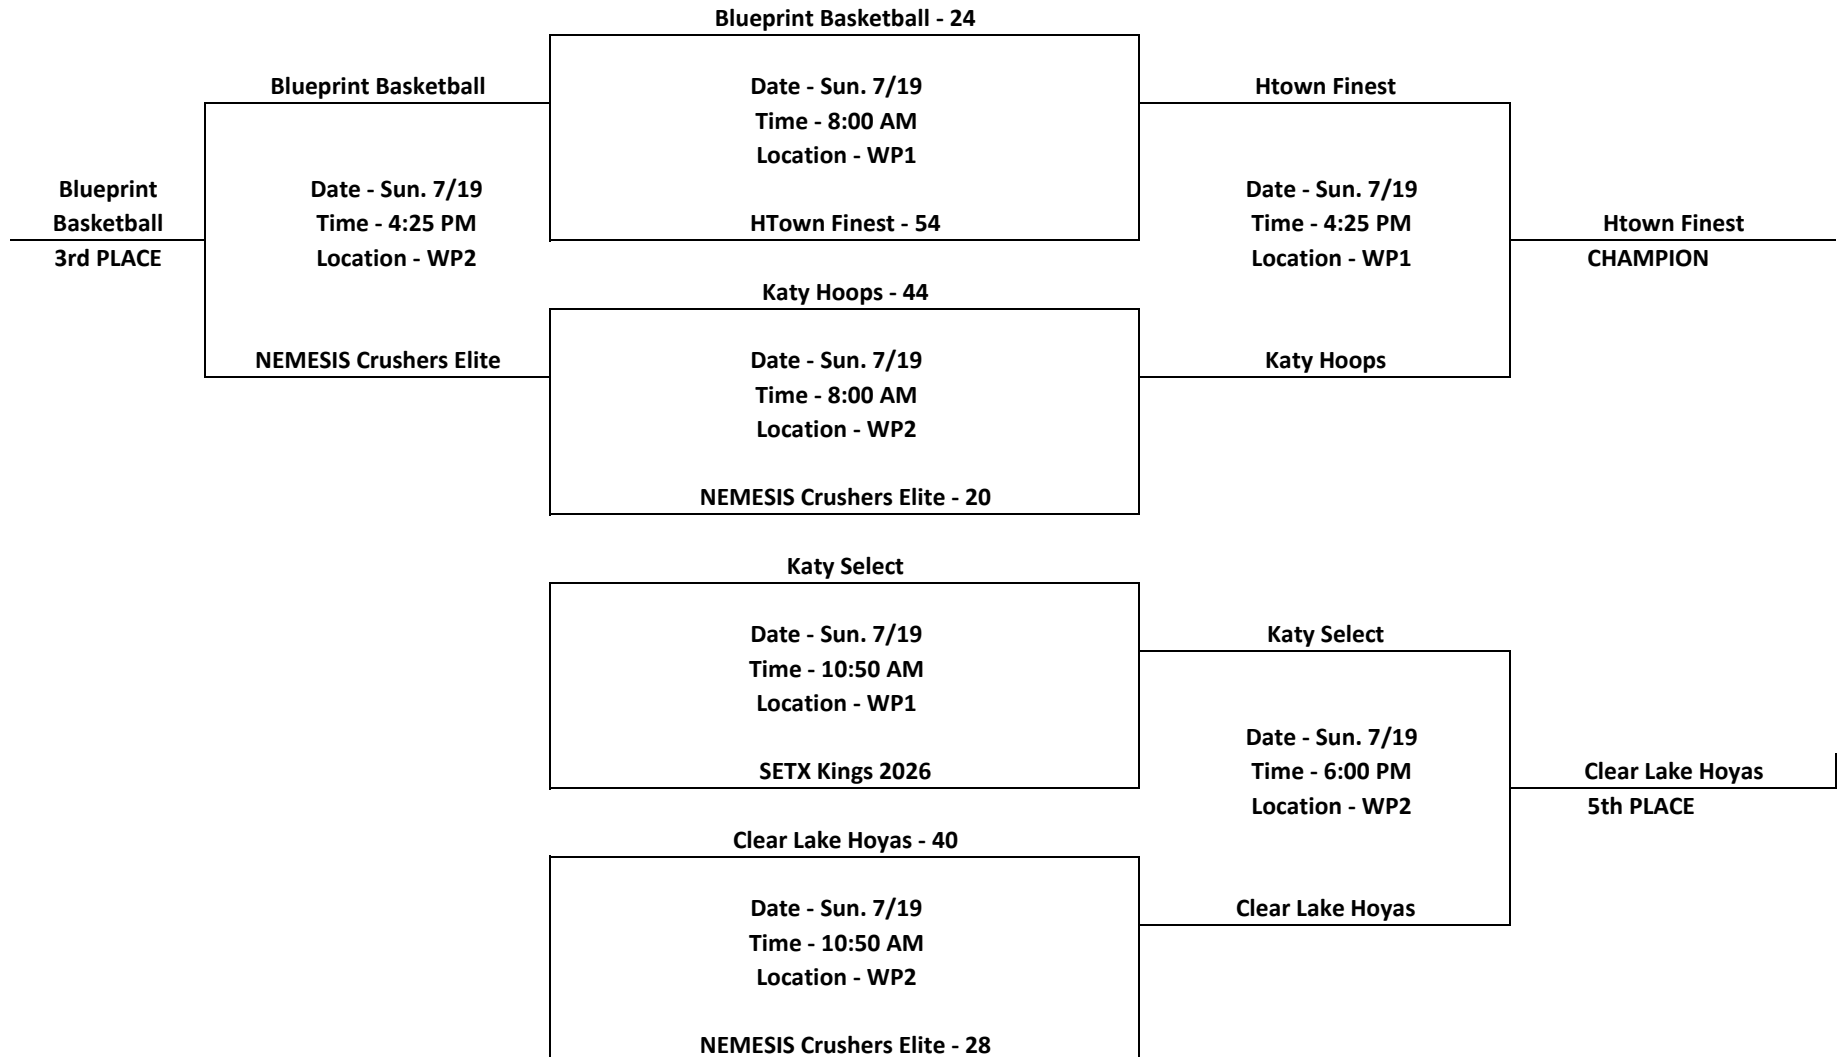 Blueprint Basketball - 24
Blueprint Basketball
Date - Sun. 7/19
Htown Finest
Time - 8:00 AM
Location - WP1
Blueprint
Basketball
3rd PLACE
Date - Sun. 7/19
Time - 4:25 PM
Location - WP2
HTown Finest - 54
Date - Sun. 7/19
Time - 4:25 PM
Location - WP1
Htown Finest
CHAMPION
Katy Hoops - 44
NEMESIS Crushers Elite
Date - Sun. 7/19
Time - 8:00 AM
Location - WP2
Katy Hoops
NEMESIS Crushers Elite - 20
Katy Select
Date - Sun. 7/19
Time - 10:50 AM
Location - WP1
Katy Select
SETX Kings 2026
Date - Sun. 7/19
Time - 6:00 PM
Location - WP2
Clear Lake Hoyas
5th PLACE
Clear Lake Hoyas - 40
Date - Sun. 7/19
Time - 10:50 AM
Location - WP2
Clear Lake Hoyas
NEMESIS Crushers Elite - 28